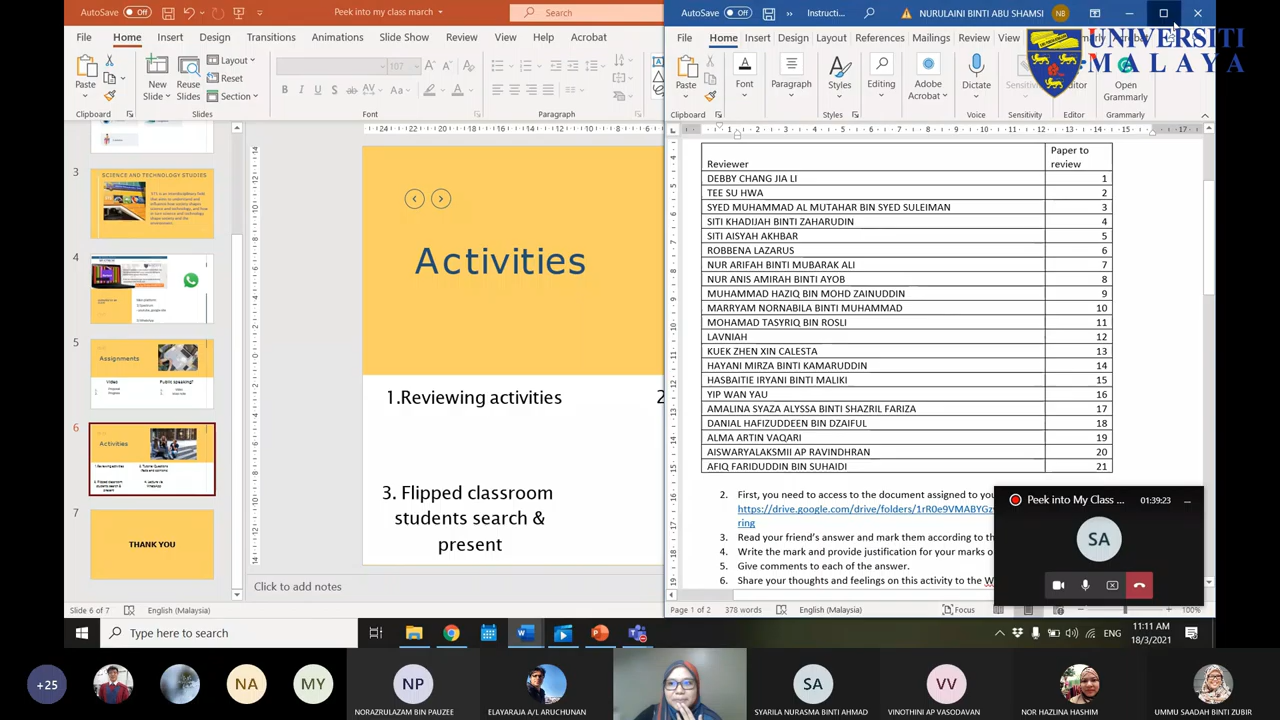 AutoSave Off
Peek into my class march
Search
File Home Insert Design Transitions Animations Slide Show Review View Help Acrobat
Paste
New Slide
Reuse Slides
Layout
Reset
Section
Clipboard
Slides
Font
Paragraph
3
SCIENCE AND TECHNOLOGY STUDIES
4
5
Assignments
Video
Public speaking?
6
Activities
7
THANK YOU
Activities
1.Reviewing activities
2
3. Flipped classroom
students search &
present
Click to add notes
Slide 6 of 7
English (Malaysia)
AutoSave Off
Instruc...
NURULAIN BINTI PAUI SHAMSI
NB
File Home Insert Design Layout References Mailings Review View
UNIVERSITI
MALAYA
Paste
Font
Paragraph
Styles
Editing
Adobe Acrobat
Dictate
Editor
Open Grammarly
Clipboard
Styles
Voice
Sensitivity
Editor
Grammarly
Reviewer
Paper to review
DEBBY CHANG JIA LI 1
TEE SU HWA 2
SYED MUHAMMAD AL MUTAHAR BIN SYED SULEIMAN 3
SITI KHADIJAH BINTI ZAHARUDIN 4
SITI AISYAH AKHBAR 5
ROBBENA LAZARUS 6
NUR ARIFAH BINTI MUBARAK ALI 7
NUR ANIS AMIRAH BINTI AYOB 8
MUHAMMAD HAZIQ BIN MOHD ZAINUDDIN 9
MARRYAM NORNABILA BINTI MUHAMMAD 10
MOHAMAD TASYRIQ BIN ROSLI 11
LAVNIAH 12
KUEK ZHEN XIN CALESTA 13
HAYANI MIRZA BINTI KAMARUDDIN 14
HASBAITIE IRYANI BINTI MALIKI 15
YIP WAN YAU 16
AMALINA SYAZA ALYSSA BINTI SHAZRIL FARIZA 17
DANIAL HAFIZUDDEEN BIN DZAIFUL 18
ALMA ARTIN VAQARI 19
AISWARYALAKSMII AP RAVINDHRAN 20
AFIQ FARIDUDDIN BIN SUHAIDI 21
2. First, you need to access to the document assigned to you
ring
3. Read your friend's answer and mark them according to th
4. Write the mark and provide justification for your marks o
5. Give comments to each of the answer.
6. Share your thoughts and feelings on this activity to the W
Peek into My Class ...
01:39:23
SA
Page 1 of 2
378 words
English (Malaysia)
Focus
100%
Type here to search
ENG
11:11 AM
18/3/2021
+25
NA
MY
NP
SA
VV
NORAZRULAZAM BIN PAUZEE
ELAYARAJA A/L ARUCHUNAN
SYARILA NURASMA BINTI AHMAD
VINOTHINI AP VASODAVAN
NOR HAZLINA HASHIM
UMMU SAADAH BINTI ZUBIR